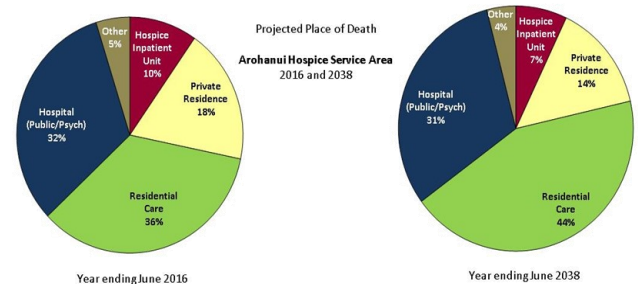 Projected Place of Death
Arohanui Hospice Service Area
2016 and 2038
Other
5%
Hospice
Inpatient
Unit
10%
Private
Residence
18%
Hospital
(Public/Psych)
32%
Residential
Care
36%
Year ending June 2016
Other
4%
Hospice
Inpatient
Unit
7%
Private
Residence
14%
Hospital
(Public/Psych)
31%
Residential
Care
44%
Year ending June 2038